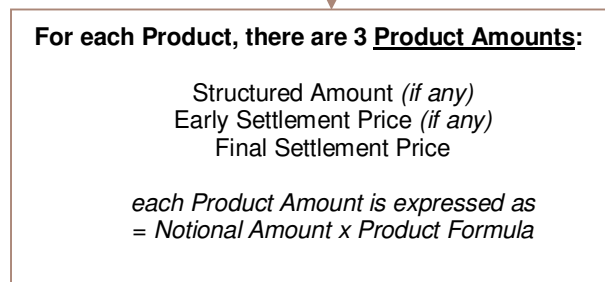 For each Product, there are 3 Product Amounts:
Structured Amount (if any)
Early Settlement Price (if any)
Final Settlement Price
each Product Amount is expressed as
= Notional Amount x Product Formula